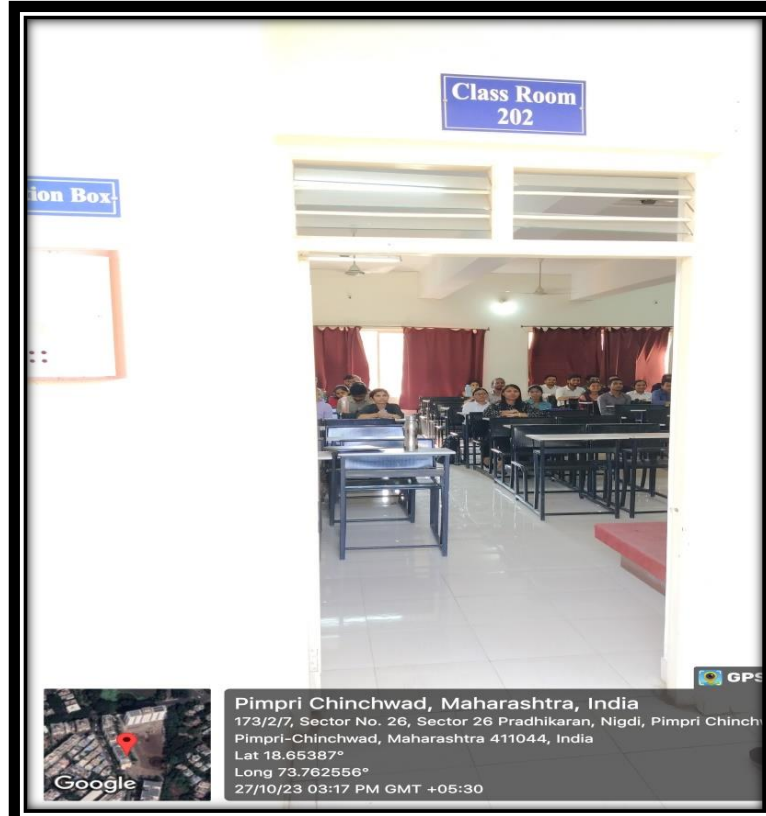 Class Room
202
ion Box
GPS
Pimpri Chinchwad, Maharashtra, India
173/2/7, Sector No. 26, Sector 26 Pradhikaran, Nigdi, Pimpri Chinch
Pimpri-Chinchwad, Maharashtra 411044, India
Lat 18.65387°
Long 73.762556°
27/10/23 03:17 PM GMT +05:30
Google